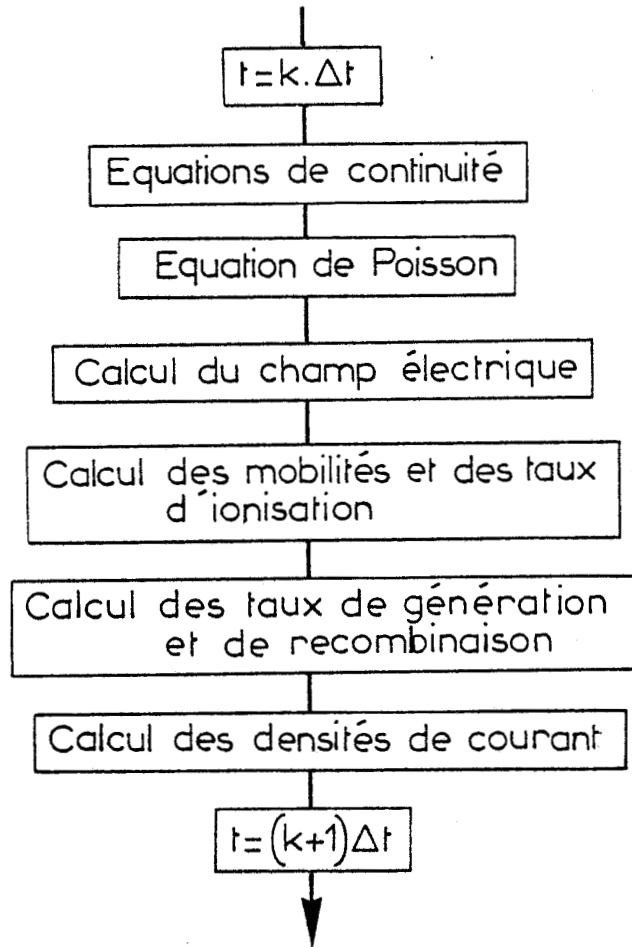 t=k.Δt
Equations de continuité
Equation de Poisson
Calcul du champ électrique
Calcul des mobilités et des taux
d'ionisation
Calcul des taux de génération
et de recombinaison
Calcul des densités de courant
t=(k+1)Δt